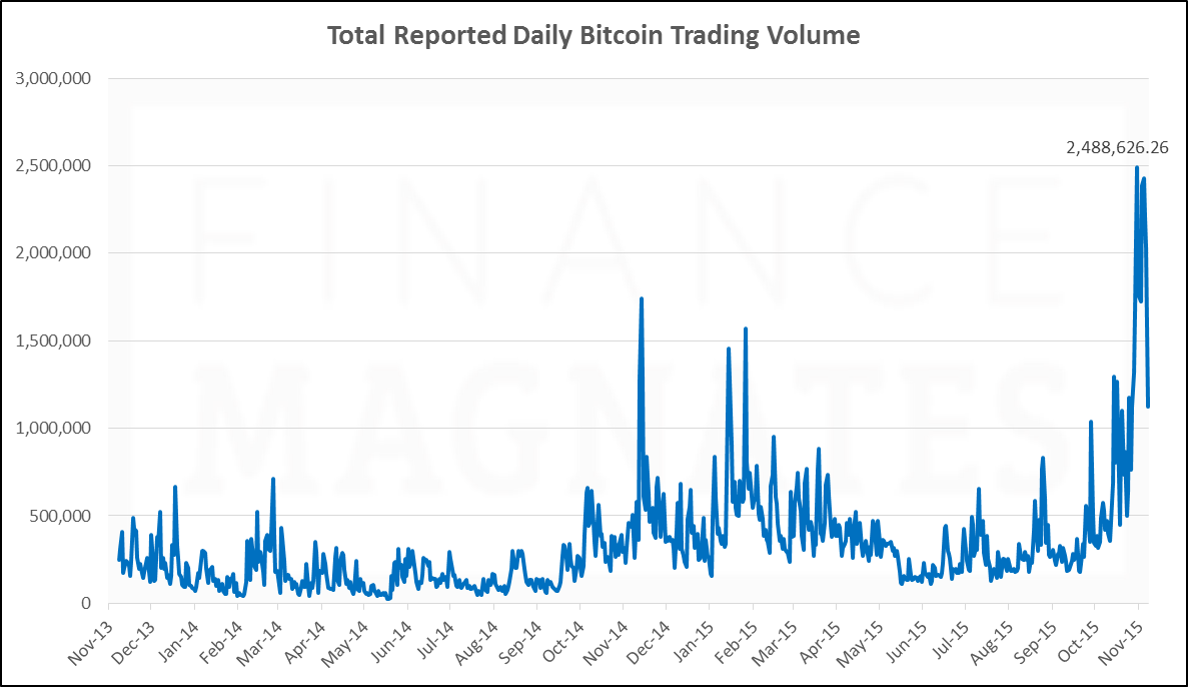 Total Reported Daily Bitcoin Trading Volume
3,000,000
2,488,626.26
2,500,000
FINANCE
2,000,000
1,500,000
MAGNATES
1,000,000
500,000
0
Nov-13 Dec-13 Jan-14 Feb-14 Mar-14 Apr-14 May-14 Jun-14 Jul-14 Aug-14 Sep-14 Oct-14 Nov-14 Dec-14 Jan-15 Feb-15 Mar-15 Apr-15 May-15 Jun-15 Jul-15 Aug-15 Sep-15 Oct-15 Nov-15